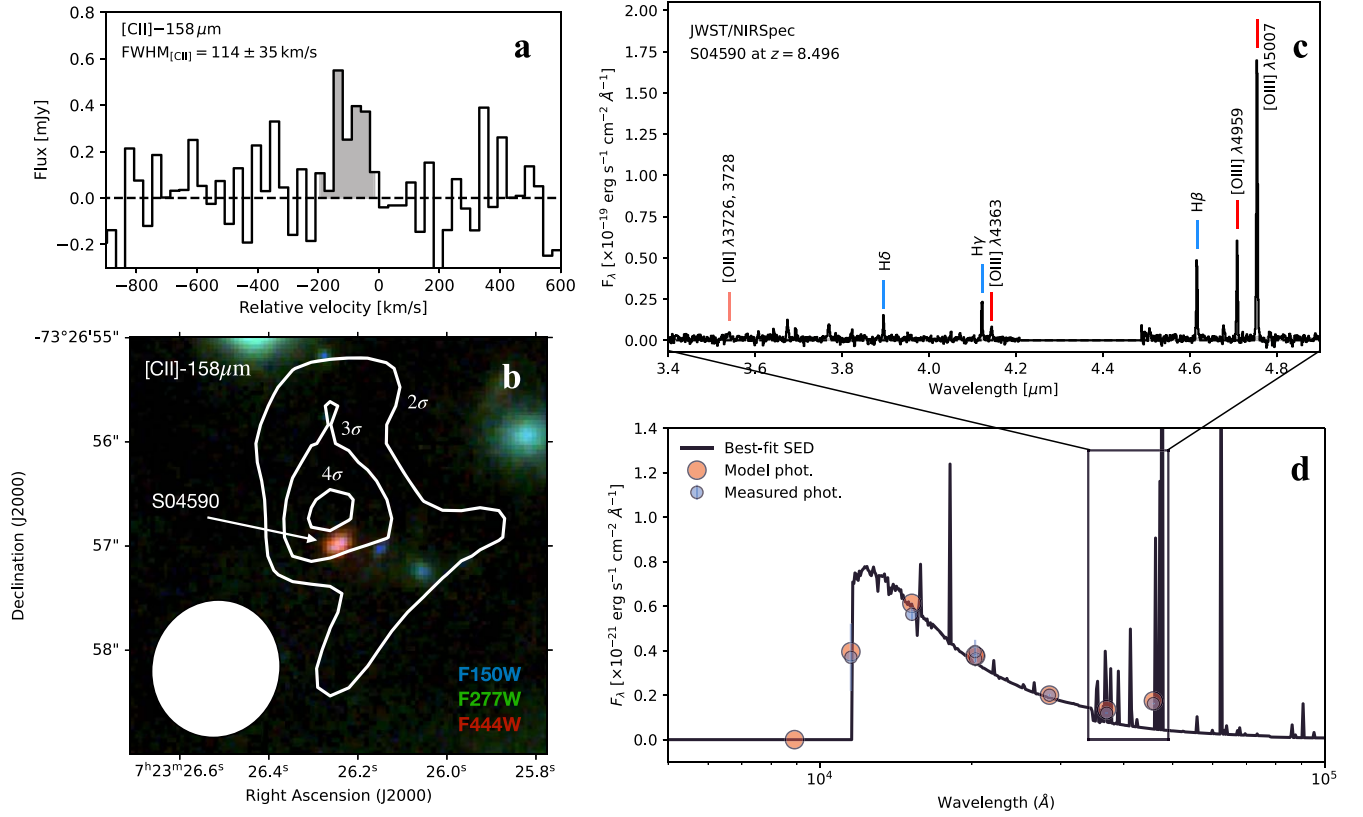 [CII]−158 μm
FWHM[CII] = 114 ± 35 km/s
a
0.8
0.6
0.4
0.2
0.0
−0.2
Flux [mJy]
−800 −600 −400 −200 0 200 400 600
Relative velocity [km/s]
JWST/NIRSpec
S04590 at z = 8.496
c
[OII] λ3726, 3728
Hδ
Hγ
[OIII] λ4363
Hβ
[OIII] λ4959
[OIII] λ5007
2.00
1.75
1.50
1.25
1.00
0.75
0.50
0.25
0.00
Fλ [×10−19 erg s−1 cm−2 Å−1]
3.4 3.6 3.8 4.0 4.2 4.4 4.6 4.8
Wavelength [μm]
[CII]-158μm
b
2σ
3σ
4σ
S04590
F150W
F277W
F444W
-73°26'55"
56"
57"
58"
Declination (J2000)
7h23m26.6s 26.4s 26.2s 26.0s 25.8s
Right Ascension (J2000)
Best-fit SED
Model phot.
Measured phot.
d
1.4
1.2
1.0
0.8
0.6
0.4
0.2
0.0
Fλ [×10−21 erg s−1 cm−2 Å−1]
104 105
Wavelength (Å)